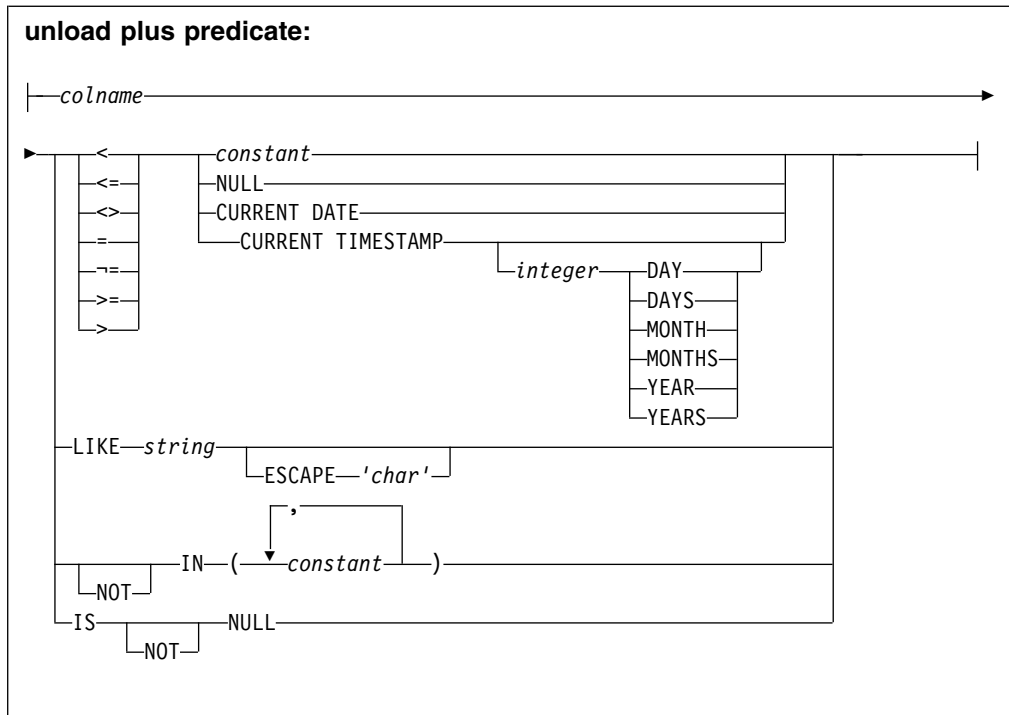 unload plus predicate:
colname
< constant
<= NULL
<> CURRENT DATE
= CURRENT TIMESTAMP
¬= integer DAY
>= DAYS
> MONTH
MONTHS
YEAR
YEARS
LIKE string
ESCAPE 'char'
,
IN ( constant )
NOT
IS NULL
NOT